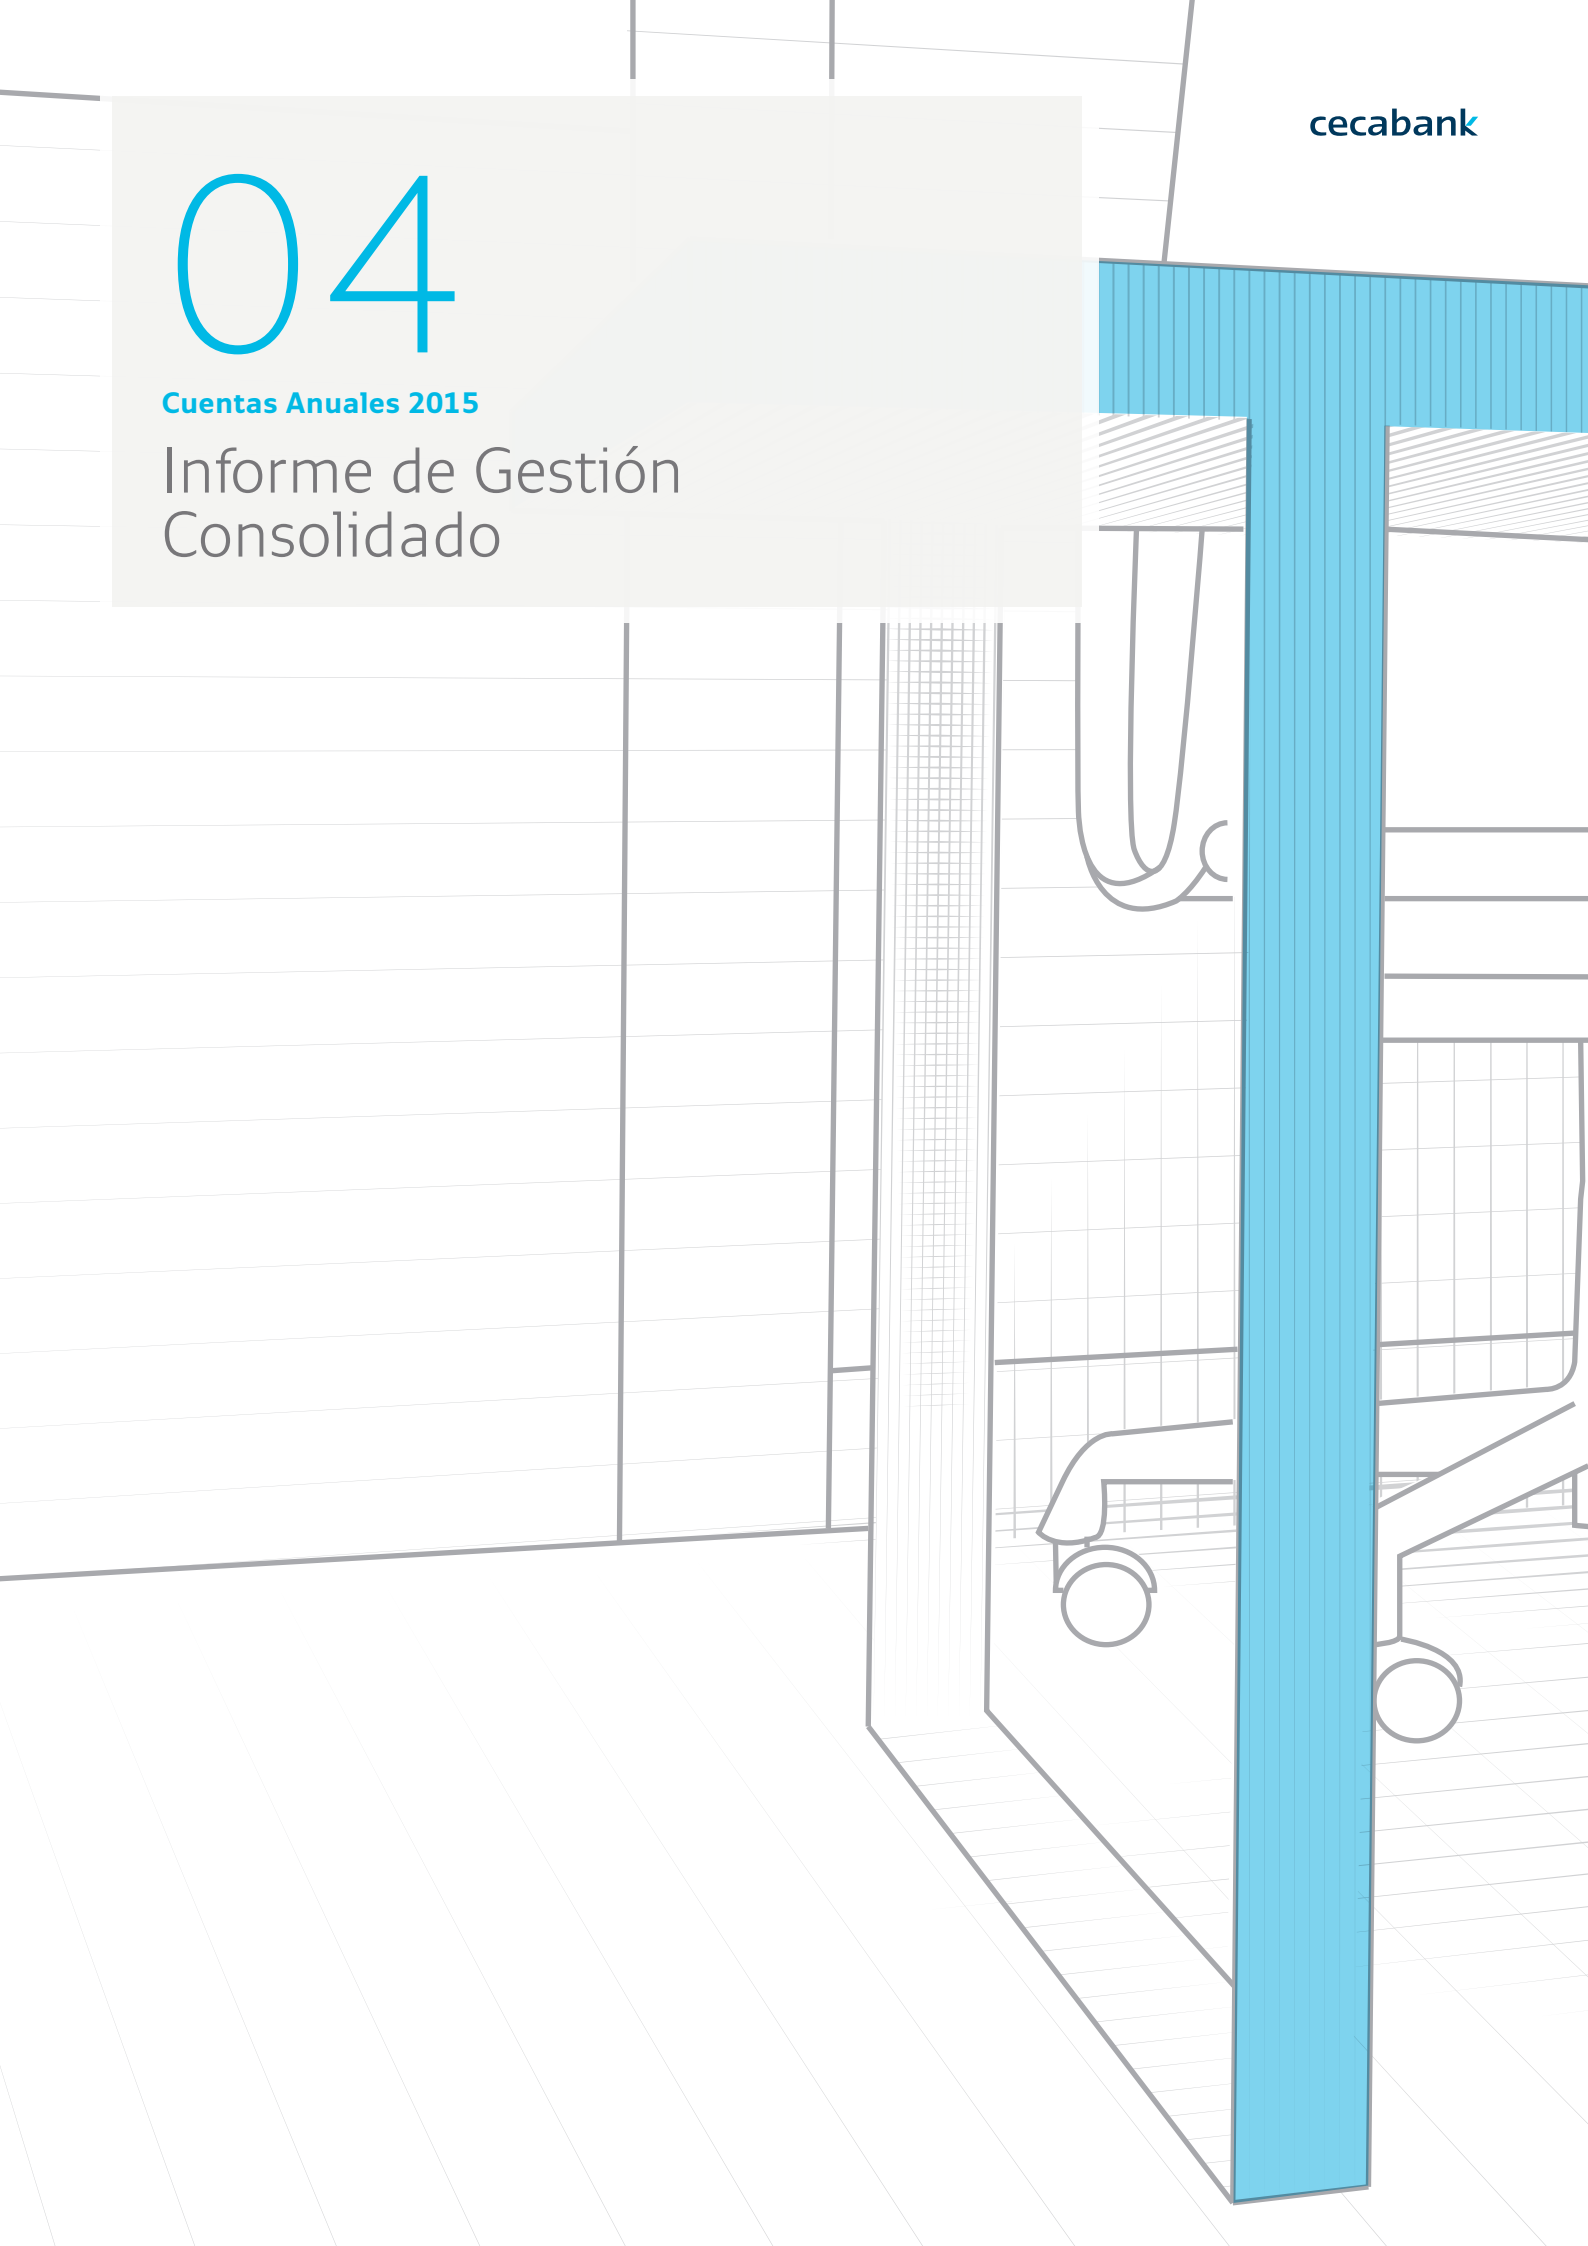 cecabank
04
Cuentas Anuales 2015
Informe de Gestión
Consolidado